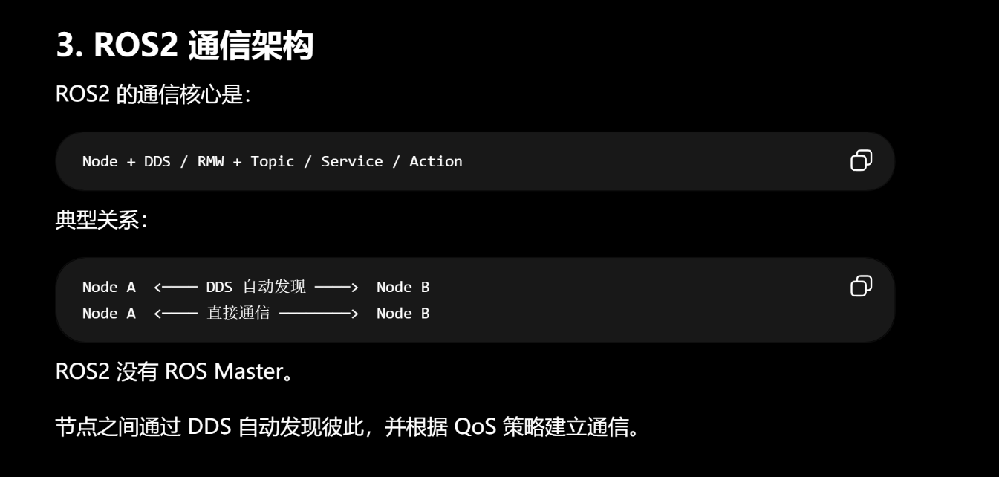 3. ROS2 通信架构
ROS2 的通信核心是：
Node + DDS / RMW + Topic / Service / Action
典型关系：
Node A  <──── DDS 自动发现 ────>  Node B
Node A  <──── 直接通信 ────────>  Node B
ROS2 没有 ROS Master。
节点之间通过 DDS 自动发现彼此，并根据 QoS 策略建立通信。